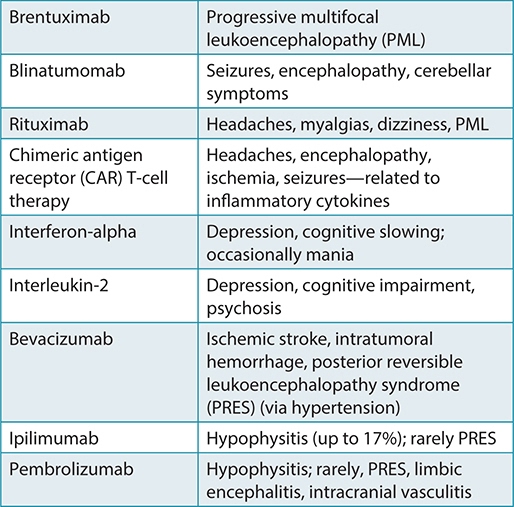 Brentuximab
Progressive multifocal
leukoencephalopathy (PML)
Blinatumomab
Seizures, encephalopathy, cerebellar
symptoms
Rituximab
Headaches, myalgias, dizziness, PML
Chimeric antigen
receptor (CAR) T-cell
therapy
Headaches, encephalopathy,
ischemia, seizures—related to
inflammatory cytokines
Interferon-alpha
Depression, cognitive slowing;
occasionally mania
Interleukin-2
Depression, cognitive impairment,
psychosis
Bevacizumab
Ischemic stroke, intratumoral
hemorrhage, posterior reversible
leukoencephalopathy syndrome
(PRES) (via hypertension)
Ipilimumab
Hypophysitis (up to 17%); rarely PRES
Pembrolizumab
Hypophysitis; rarely, PRES, limbic
encephalitis, intracranial vasculitis